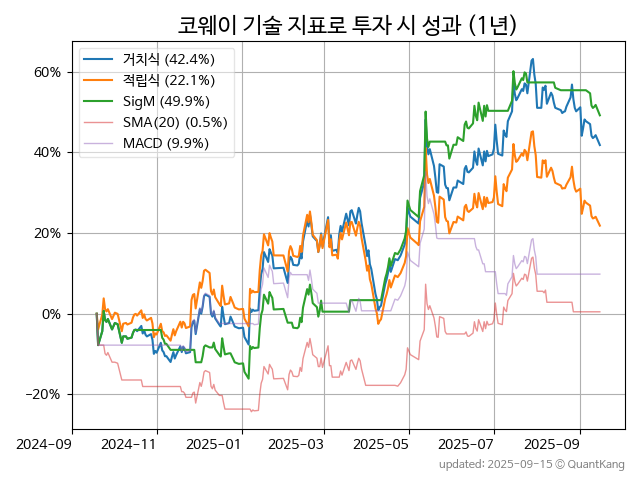 코웨이 기술 지표로 투자 시 성과 (1년)
거치식 (42.4%)
적립식 (22.1%)
SigM (49.9%)
SMA(20) (0.5%)
MACD (9.9%)
60%
40%
20%
0%
−20%
2024-09
2024-11
2025-01
2025-03
2025-05
2025-07
2025-09
updated: 2025-09-15 © QuantKang